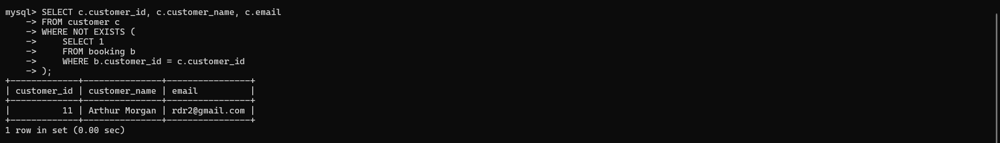 mysql> SELECT c.customer_id, c.customer_name, c.email
    -> FROM customer c
    -> WHERE NOT EXISTS (
    ->     SELECT 1
    ->     FROM booking b
    ->     WHERE b.customer_id = c.customer_id
    -> );
+-------------+---------------+----------------+
| customer_id | customer_name | email          |
+-------------+---------------+----------------+
|          11 | Arthur Morgan | rdr2@gmail.com |
+-------------+---------------+----------------+
1 row in set (0.00 sec)